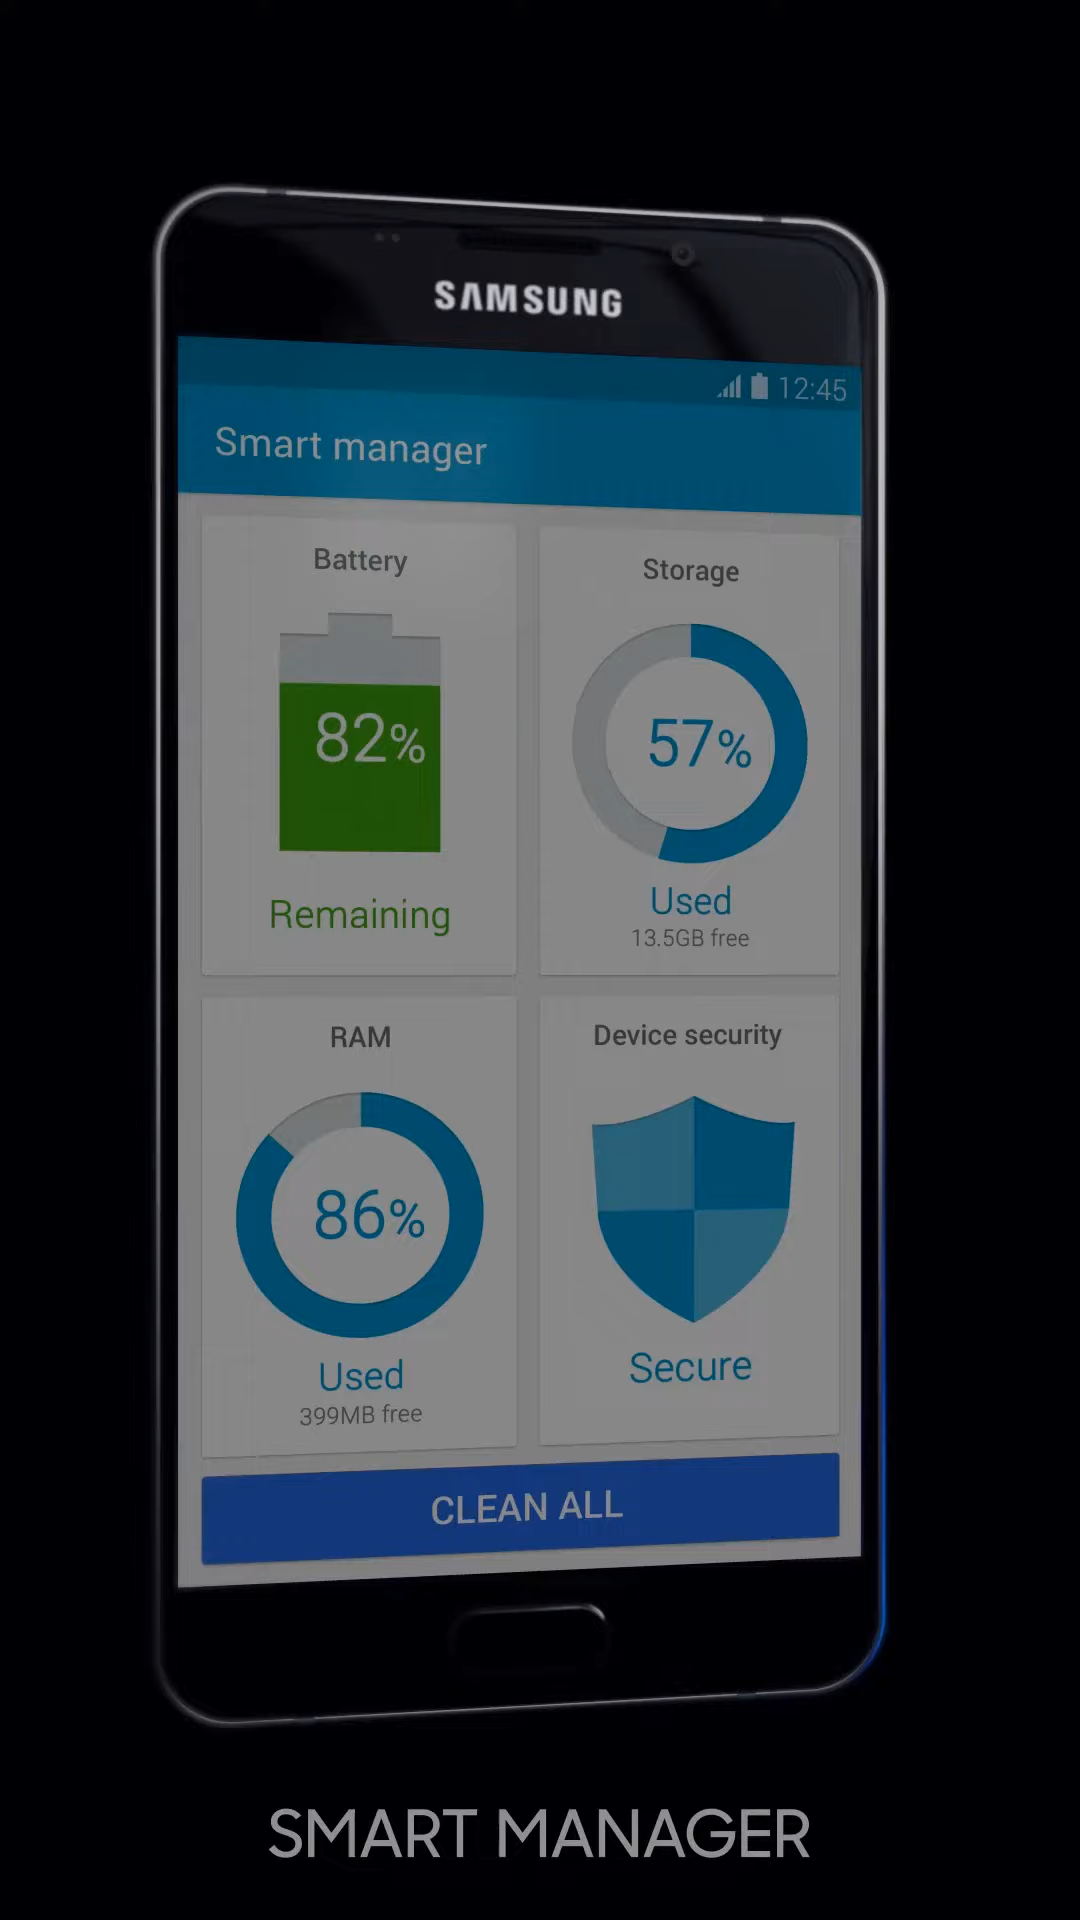 SAMSUNG
12:45
Smart manager
Battery
82%
Remaining
Storage
57%
Used
13.5GB free
RAM
86%
Used
399MB free
Device security
Secure
CLEAN ALL
SMART MANAGER